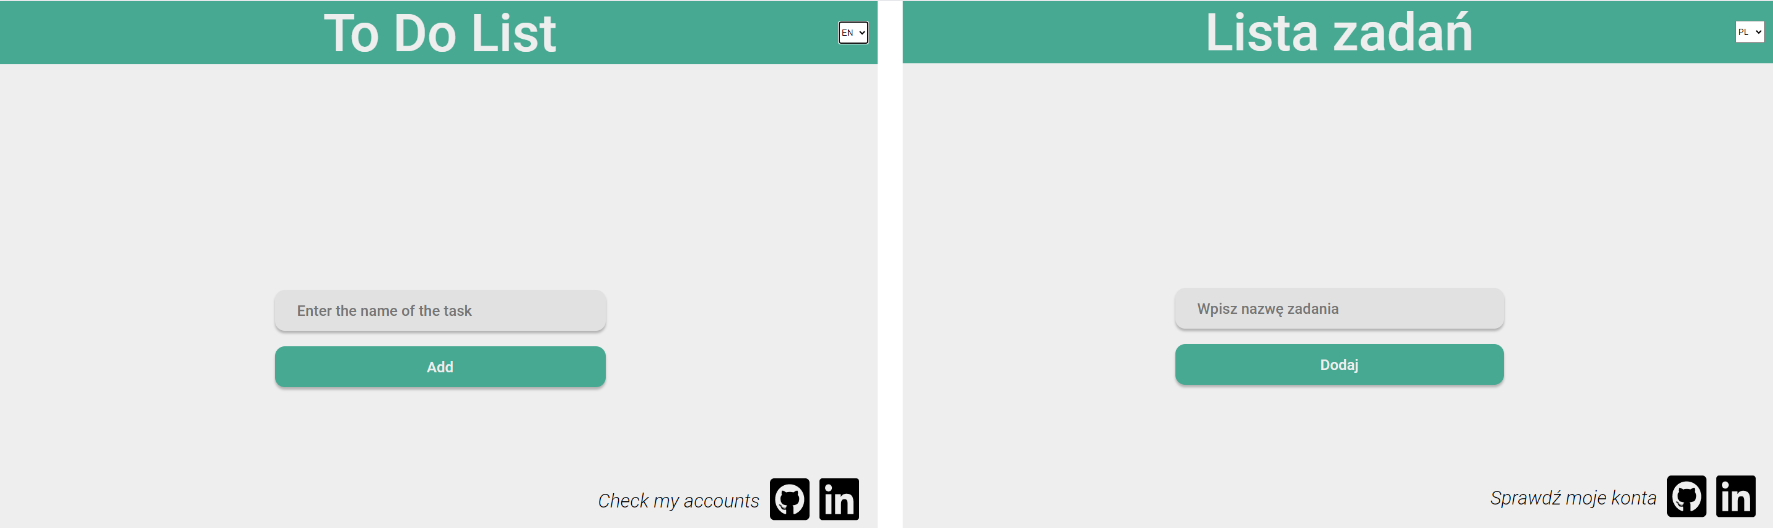 To Do List
EN
Enter the name of the task
Add
Check my accounts
in
Lista zadań
PL
Wpisz nazwę zadania
Dodaj
Sprawdź moje konta
in